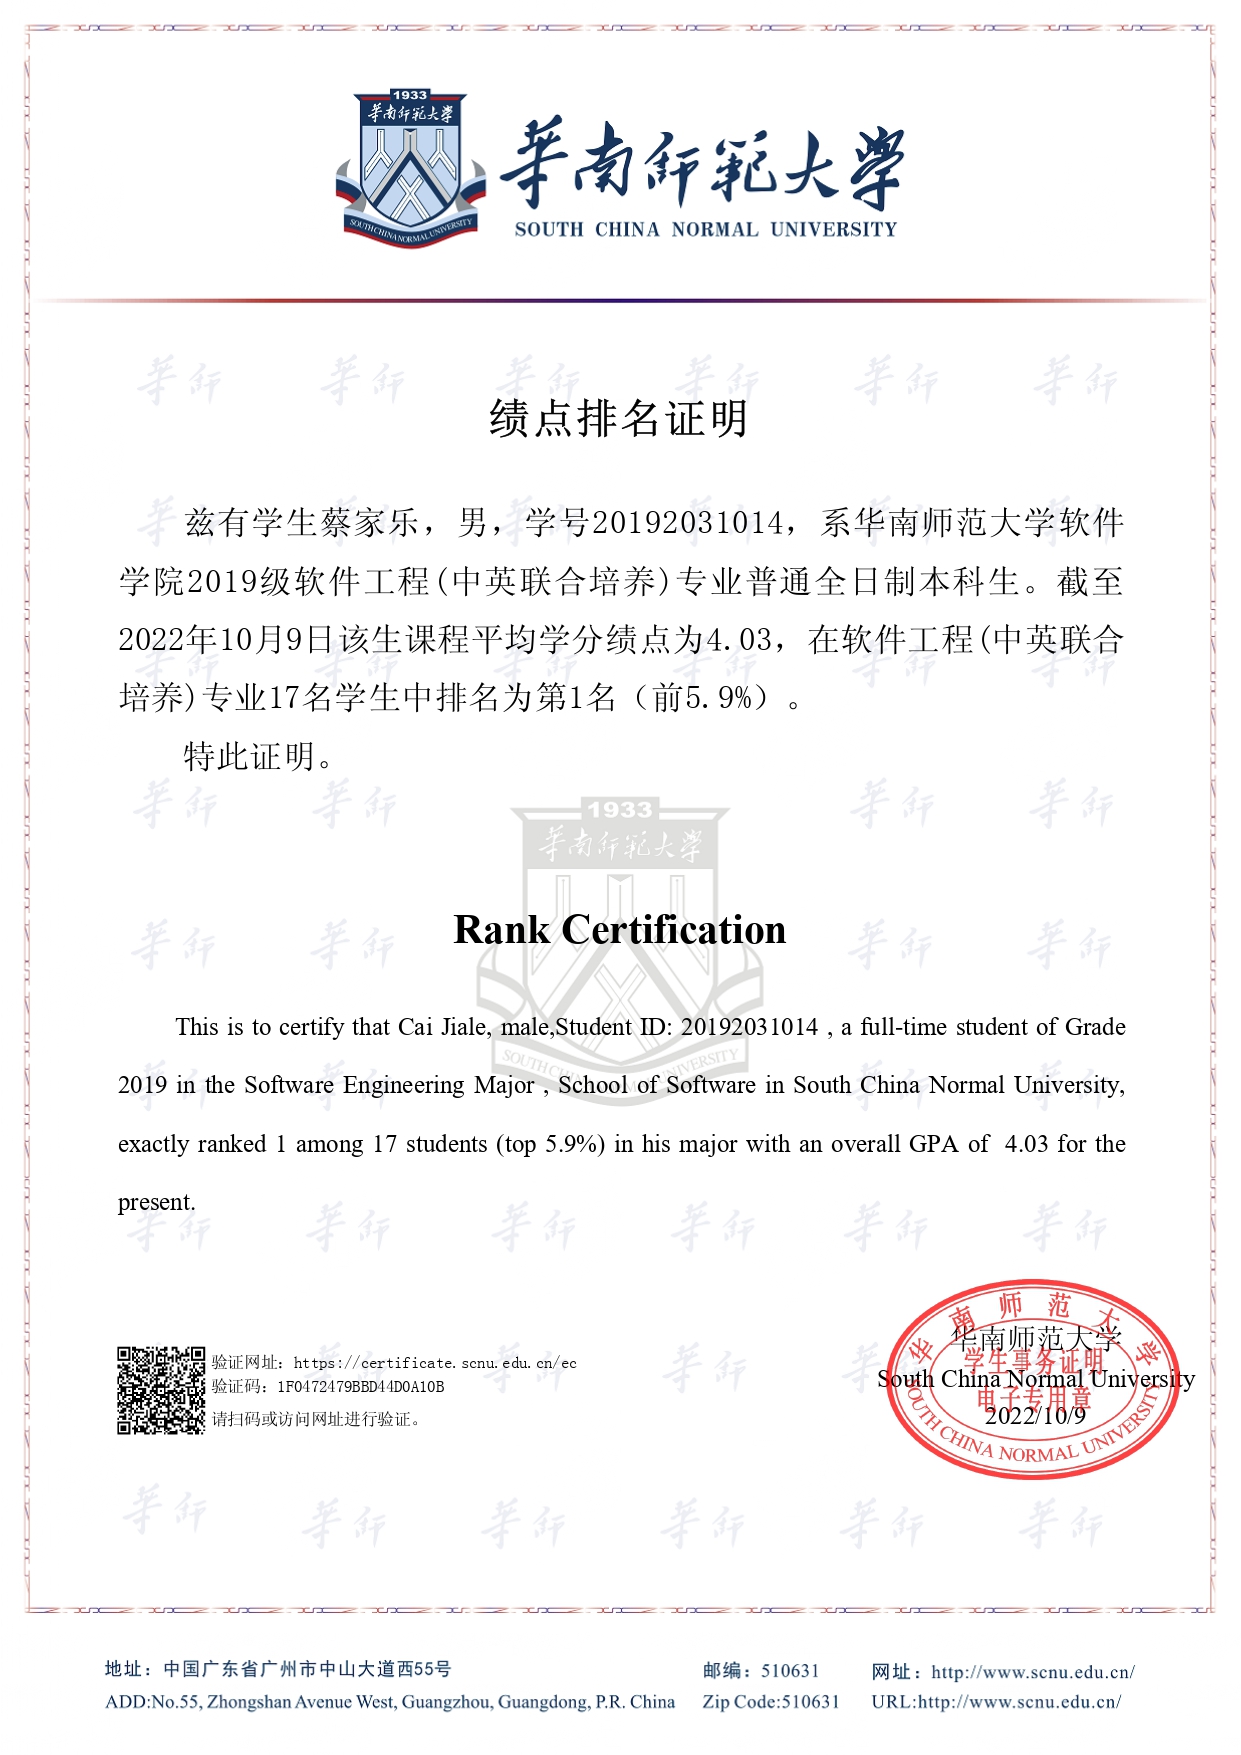 1933
華南師範大學
SOUTH CHINA NORMAL UNIVERSITY
華南師範大學
SOUTH CHINA NORMAL UNIVERSITY
绩点排名证明
兹有学生蔡家乐，男，学号20192031014，系华南师范大学软件
学院2019级软件工程(中英联合培养)专业普通全日制本科生。截至
2022年10月9日该生课程平均学分绩点为4.03，在软件工程(中英联合
培养)专业17名学生中排名为第1名（前5.9%）。
特此证明。
1933
華南師範大學
SOUTH CHINA NORMAL UNIVERSITY
Rank Certification
This is to certify that Cai Jiale, male,Student ID: 20192031014 , a full-time student of Grade
2019 in the Software Engineering Major , School of Software in South China Normal University,
exactly ranked 1 among 17 students (top 5.9%) in his major with an overall GPA of 4.03 for the
present.
验证网址：https://certificate.scnu.edu.cn/ec
验证码：1F0472479BBD44D0A10B
请扫码或访问网址进行验证。
华南师范大学
South China Normal University
2022/10/9
华南师范大学
学生事务证明
电子专用章
SOUTH CHINA NORMAL UNIVERSITY
地址：中国广东省广州市中山大道西55号 邮编：510631 网址：http://www.scnu.edu.cn/
ADD:No.55, Zhongshan Avenue West, Guangzhou, Guangdong, P.R. China Zip Code:510631 URL:http://www.scnu.edu.cn/